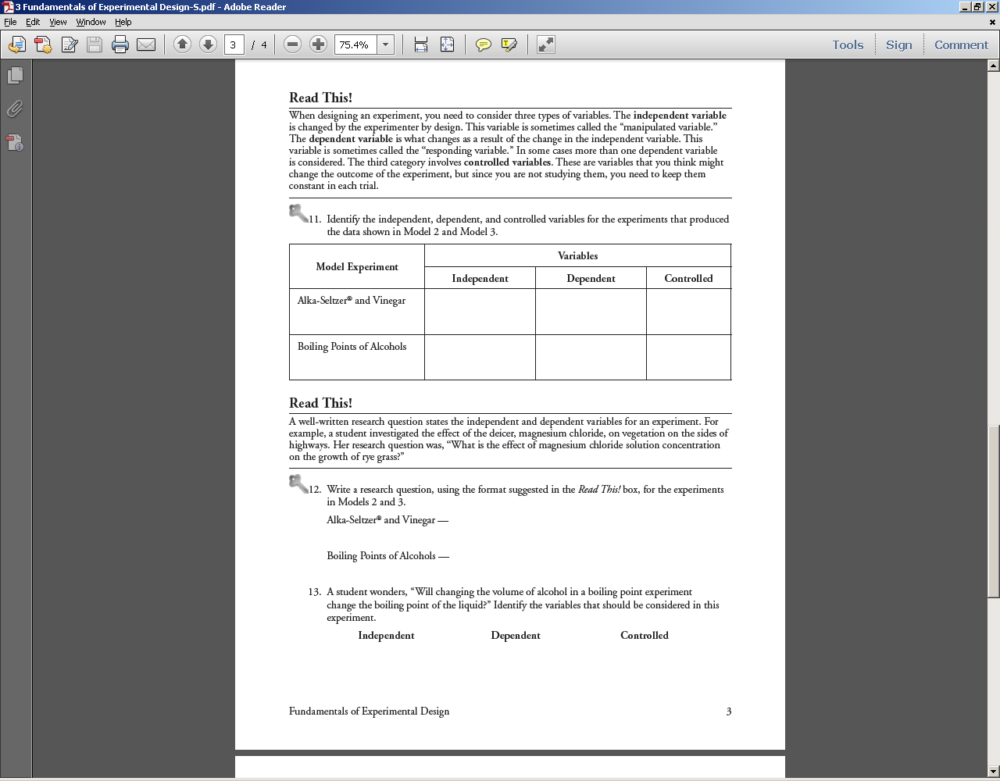 3 Fundamentals of Experimental Design-S.pdf - Adobe Reader
File Edit View Window Help
3 / 4 75.4% Tools Sign Comment
Read This!
When designing an experiment, you need to consider three types of variables. The independent variable
is changed by the experimenter by design. This variable is sometimes called the “manipulated variable.”
The dependent variable is what changes as a result of the change in the independent variable. This
variable is sometimes called the “responding variable.” In some cases more than one dependent variable
is considered. The third category involves controlled variables. These are variables that you think might
change the outcome of the experiment, but since you are not studying them, you need to keep them
constant in each trial.
11. Identify the independent, dependent, and controlled variables for the experiments that produced
the data shown in Model 2 and Model 3.
Model Experiment
Variables
Independent Dependent Controlled
Alka-Seltzer® and Vinegar
Boiling Points of Alcohols
Read This!
A well-written research question states the independent and dependent variables for an experiment. For
example, a student investigated the effect of the deicer, magnesium chloride, on vegetation on the sides of
highways. Her research question was, “What is the effect of magnesium chloride solution concentration
on the growth of rye grass?”
12. Write a research question, using the format suggested in the Read This! box, for the experiments
in Models 2 and 3.
Alka-Seltzer® and Vinegar —
Boiling Points of Alcohols —
13. A student wonders, “Will changing the volume of alcohol in a boiling point experiment
change the boiling point of the liquid?” Identify the variables that should be considered in this
experiment.
Independent Dependent Controlled
Fundamentals of Experimental Design 3